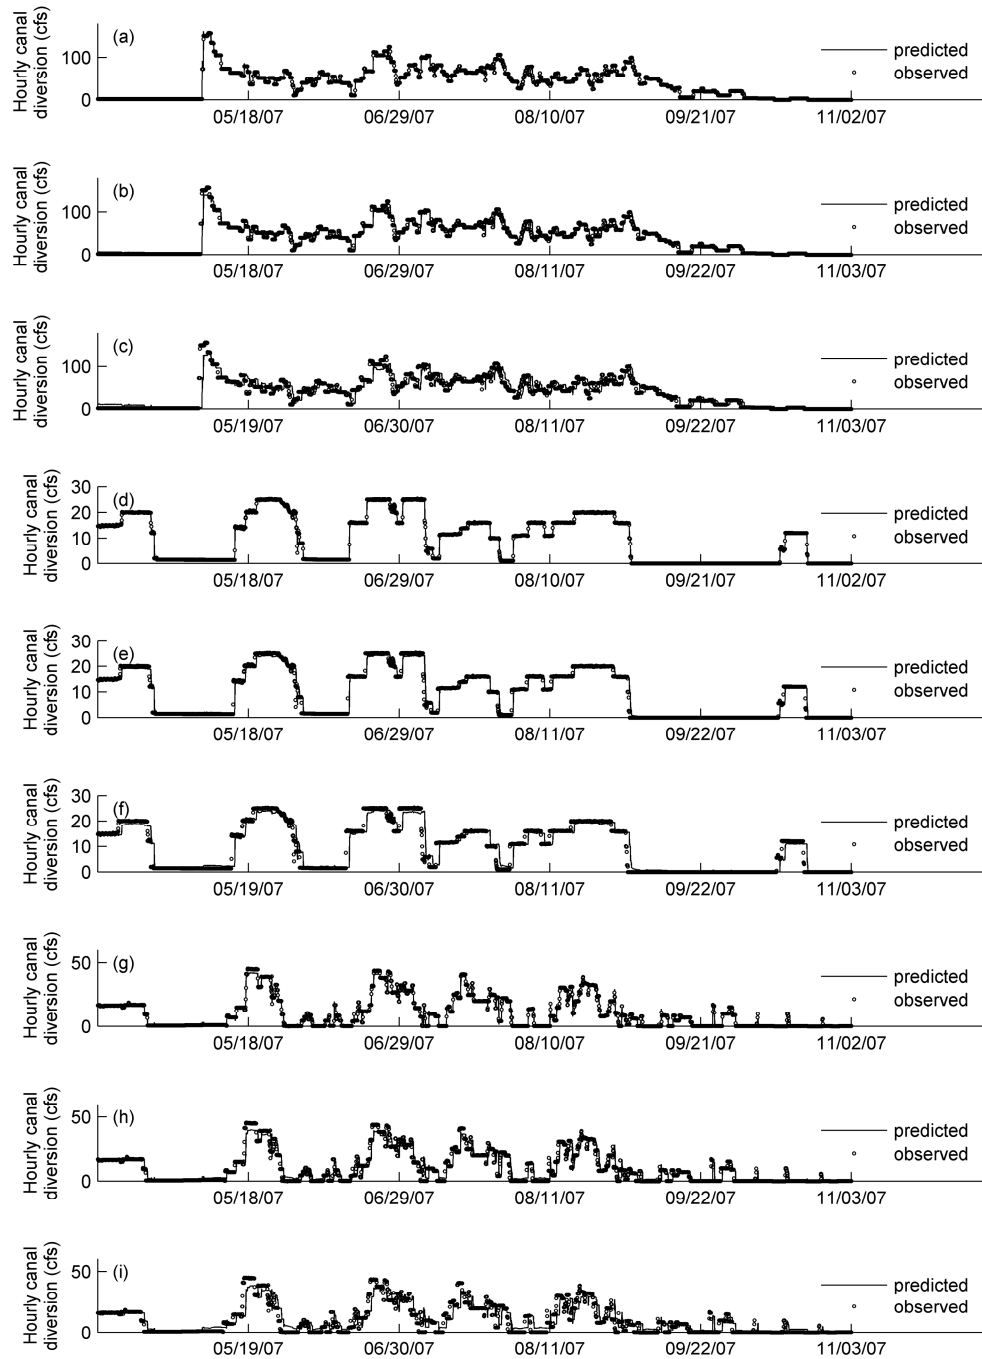 Hourly canal
diversion (cfs)
(a)
100
0
predicted
observed
05/18/07 06/29/07 08/10/07 09/21/07 11/02/07
Hourly canal
diversion (cfs)
(b)
100
0
predicted
observed
05/18/07 06/29/07 08/11/07 09/22/07 11/03/07
Hourly canal
diversion (cfs)
(c)
100
0
predicted
observed
05/19/07 06/30/07 08/11/07 09/22/07 11/03/07
Hourly canal
diversion (cfs)
(d)
30
20
10
0
predicted
observed
05/18/07 06/29/07 08/10/07 09/21/07 11/02/07
Hourly canal
diversion (cfs)
(e)
30
20
10
0
predicted
observed
05/18/07 06/29/07 08/11/07 09/22/07 11/03/07
Hourly canal
diversion (cfs)
(f)
30
20
10
0
predicted
observed
05/19/07 06/30/07 08/11/07 09/22/07 11/03/07
Hourly canal
diversion (cfs)
(g)
50
0
predicted
observed
05/18/07 06/29/07 08/10/07 09/21/07 11/02/07
Hourly canal
diversion (cfs)
(h)
50
0
predicted
observed
05/18/07 06/29/07 08/11/07 09/22/07 11/03/07
Hourly canal
diversion (cfs)
(i)
50
0
predicted
observed
05/19/07 06/30/07 08/11/07 09/22/07 11/03/07